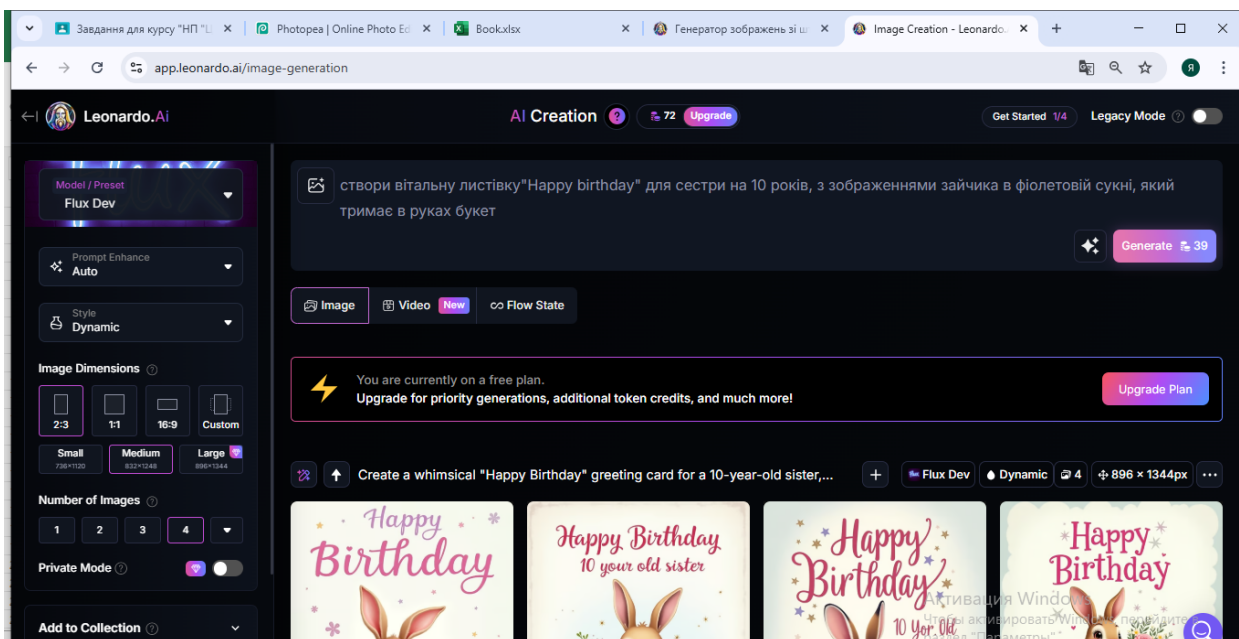 Завдання для курсу "НП "Ц
Photopea | Online Photo Ed
Book.xlsx
Генератор зображень зі ш
Image Creation - Leonardo.
app.leonardo.ai/image-generation
Я
Leonardo.Ai
AI Creation ? 72 Upgrade
Get Started 1/4
Legacy Mode ?
Model / Preset
Flux Dev
створи вітальну листівку"Happy birthday" для сестри на 10 років, з зображеннями зайчика в фіолетовій сукні, який
тримає в руках букет
Generate 39
Prompt Enhance
Auto
Style
Dynamic
Image Video New Flow State
Image Dimensions ?
2:3 1:1 16:9 Custom
Small Medium Large
736×1120 832×1248 896×1344
You are currently on a free plan.
Upgrade for priority generations, additional token credits, and much more!
Upgrade Plan
Number of Images ?
1 2 3 4
Private Mode ?
Add to Collection ?
Create a whimsical "Happy Birthday" greeting card for a 10-year-old sister,...
Flux Dev Dynamic 4 896 × 1344px
Happy
Birthday
Happy Birthday
10 your old sister
Happy
Birthday
10 Yor. Old
Happy
Birthday
Активация Windows
Чтобы активировать Windows, перейдите
раздел "Параметры"